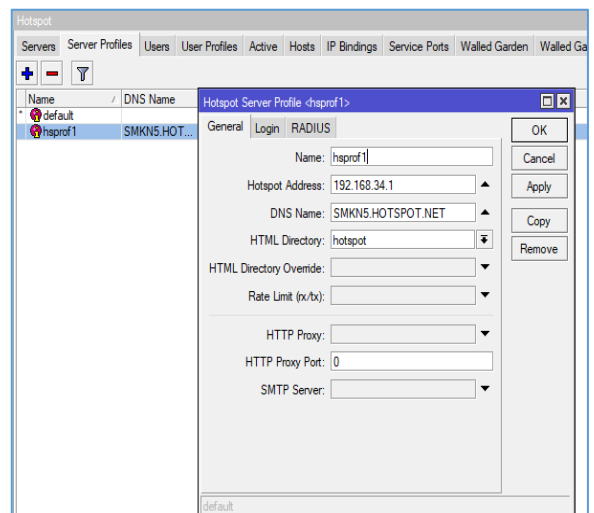 Hotspot
Servers Server Profiles Users User Profiles Active Hosts IP Bindings Service Ports Walled Garden Walled Ga
Name / DNS Name
* default
hsprof1 SMKN5.HOT...
Hotspot Server Profile <hsprof1>
General Login RADIUS
Name: hsprof1
Hotspot Address: 192.168.34.1
DNS Name: SMKN5.HOTSPOT.NET
HTML Directory: hotspot
HTML Directory Override:
Rate Limit (rx/tx):
HTTP Proxy:
HTTP Proxy Port: 0
SMTP Server:
OK
Cancel
Apply
Copy
Remove
default